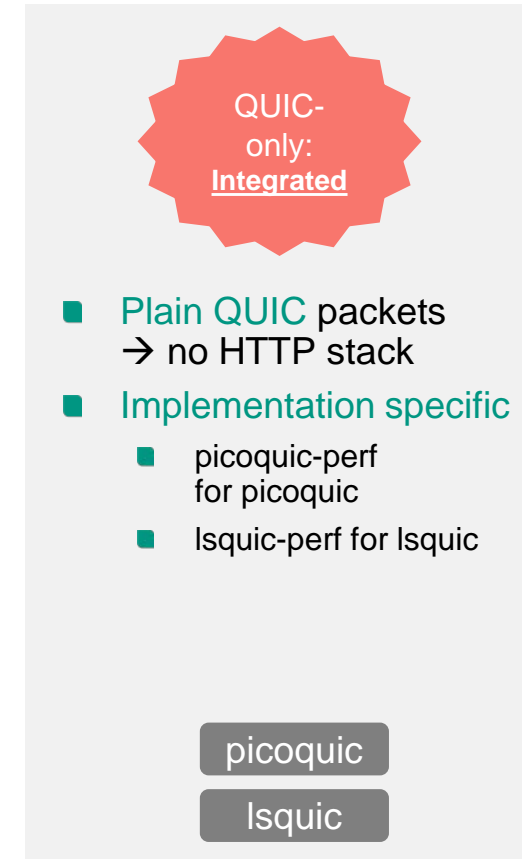 QUIC-
only:
Integrated
Plain QUIC packets
→ no HTTP stack
Implementation specific
picoquic-perf
for picoquic
lsquic-perf for lsquic
picoquic
lsquic